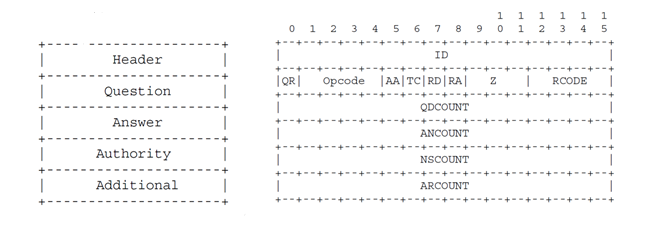 Header
Question
Answer
Authority
Additional
1 1 1 1 1 1
0 1 2 3 4 5 6 7 8 9 0 1 2 3 4 5
ID
|QR| Opcode |AA|TC|RD|RA| Z | RCODE |
QDCOUNT
ANCOUNT
NSCOUNT
ARCOUNT